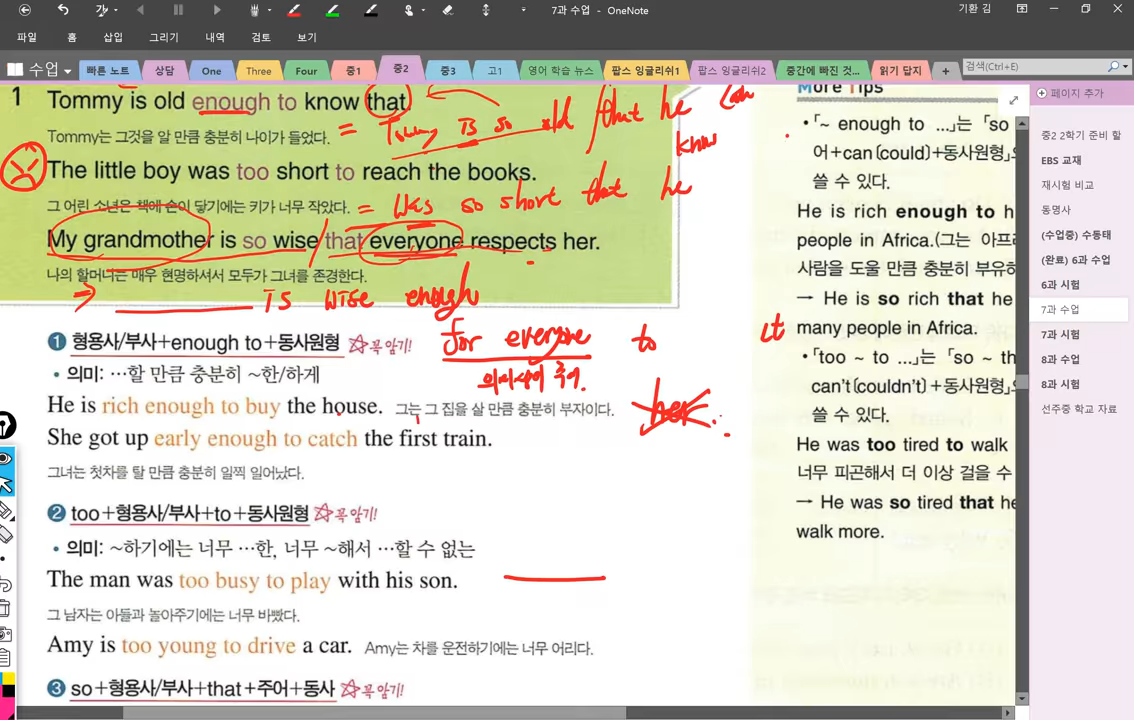 7과 수업 - OneNote
기환 김
파일 홈 삽입 그리기 내역 검토 보기
수업 빠른 노트 상담 One Three Four 중1 중2 중3 고1 영어 학습 뉴스 팝스 잉글리쉬1 팝스 잉글리쉬2 중간에 빠진 것... 읽기 답지 + 검색(Ctrl+E)
1 Tommy is old enough to know that.
Tommy는 그것을 알 만큼 충분히 나이가 들었다.
= Tommy is so old that he can
know
The little boy was too short to reach the books.
그 어린 소년은 책에 손이 닿기에는 키가 너무 작았다.
= was so short that he
My grandmother is so wise that everyone respects her.
나의 할머니는 매우 현명하셔서 모두가 그녀를 존경한다.
⇒ is wise enough
for everyone to
의미상의 주어.
her
it
❶ 형용사/부사+enough to+동사원형 ☆꼭 암기!
• 의미: …할 만큼 충분히 ~한/하게
He is rich enough to buy the house. 그는 그 집을 살 만큼 충분히 부자이다.
She got up early enough to catch the first train.
그녀는 첫차를 탈 만큼 충분히 일찍 일어났다.
❷ too+형용사/부사+to+동사원형 ☆꼭 암기!
• 의미: ~하기에는 너무 …한, 너무 ~해서 …할 수 없는
The man was too busy to play with his son.
그 남자는 아들과 놀아주기에는 너무 바빴다.
Amy is too young to drive a car. Amy는 차를 운전하기에는 너무 어리다.
❸ so+형용사/부사+that+주어+동사 ☆꼭 암기!
More Tips
•「~ enough to ...」는 「so
어+can(could)+동사원형」으
쓸 수 있다.
He is rich enough to h
people in Africa.(그는 아프
사람을 도울 만큼 충분히 부유하
→ He is so rich that he
many people in Africa.
•「too ~ to ...」는 「so ~ th
can't(couldn't)+동사원형」으
쓸 수 있다.
He was too tired to walk
너무 피곤해서 더 이상 걸을 수
→ He was so tired that he
walk more.
페이지 추가
중2 2학기 준비 할
EBS 교재
재시험 비교
동명사
(수업중) 수동태
(완료) 6과 수업
6과 시험
7과 수업
7과 시험
8과 수업
8과 시험
선주중 학교 자료